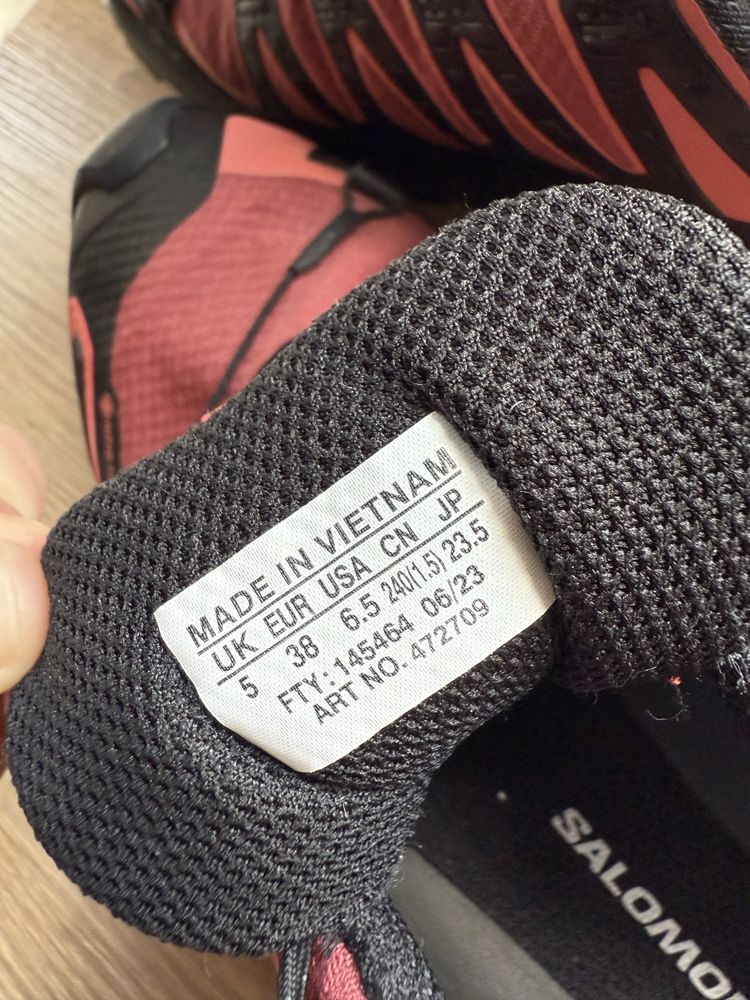 MADE IN VIETNAM
UK EUR USA CN JP
5 38 6.5 240(1.5) 23.5
FTY: 145464 06/23
ART NO. 472709
SALOMO